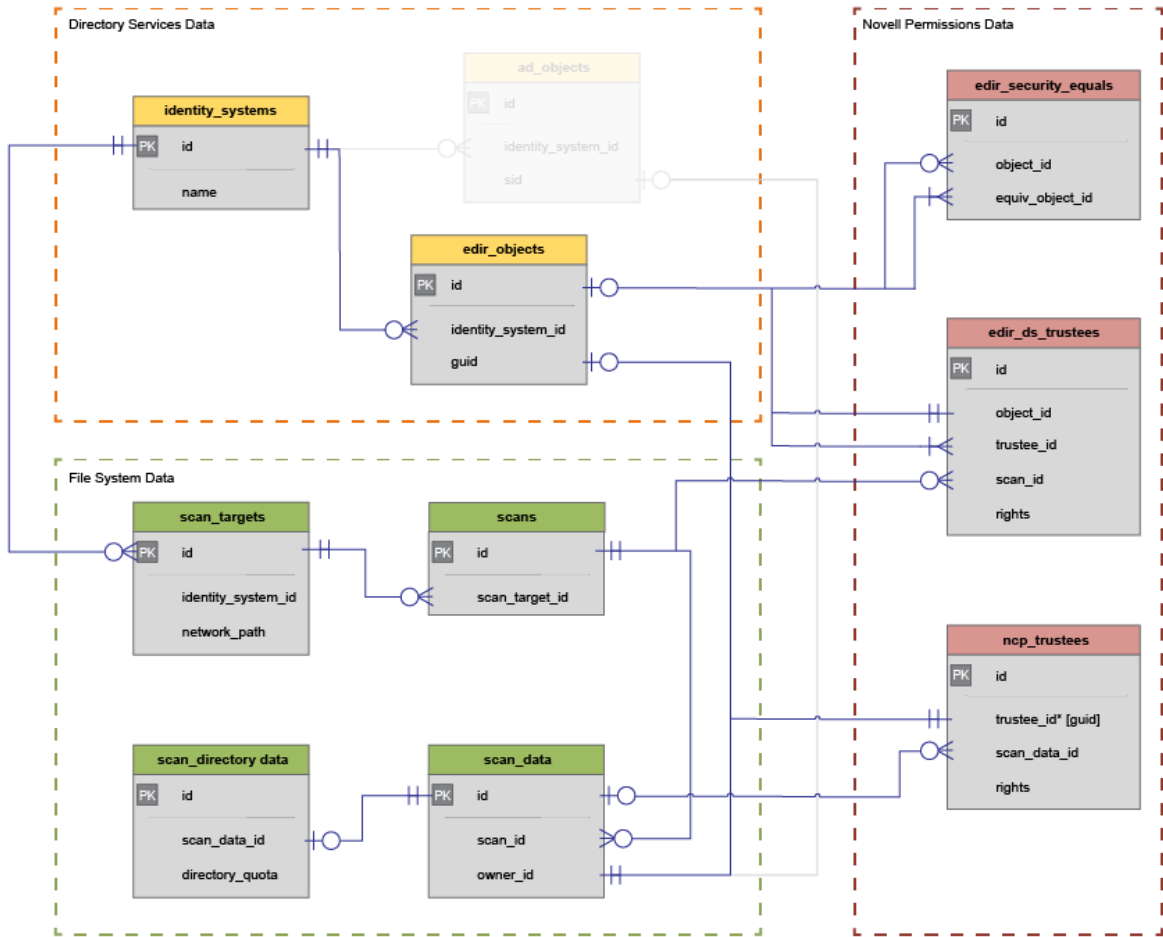 Directory Services Data
Novell Permissions Data
ad_objects
PK id
identity_system_id
sid
identity_systems
PK id
name
edir_objects
PK id
identity_system_id
guid
edir_security_equals
PK id
object_id
equiv_object_id
edir_ds_trustees
PK id
object_id
trustee_id
scan_id
rights
File System Data
scan_targets
PK id
identity_system_id
network_path
scans
PK id
scan_target_id
ncp_trustees
PK id
trustee_id* [guid]
scan_data_id
rights
scan_directory data
PK id
scan_data_id
directory_quota
scan_data
PK id
scan_id
owner_id